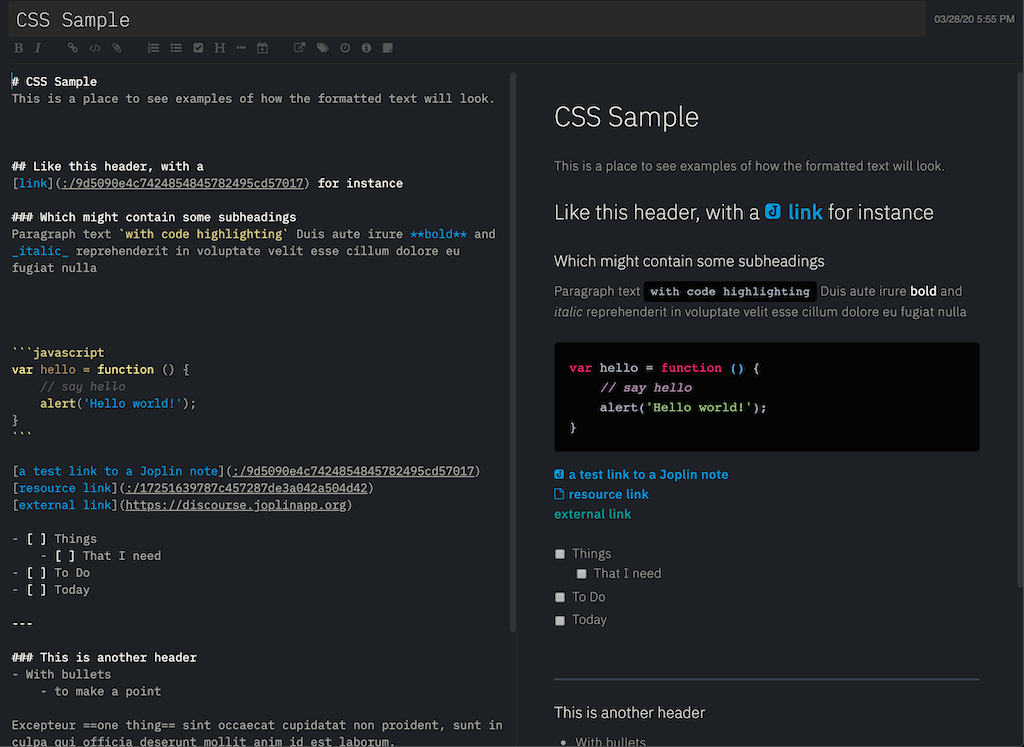 CSS Sample
03/28/20 5:55 PM
# CSS Sample
This is a place to see examples of how the formatted text will look.
## Like this header, with a
[link](:/9d5090e4c7424854845782495cd57017) for instance
### Which might contain some subheadings
Paragraph text `with code highlighting` Duis aute irure **bold** and
_italic_ reprehenderit in voluptate velit esse cillum dolore eu
fugiat nulla
```javascript
var hello = function () {
    // say hello
    alert('Hello world!');
}
```
[a test link to a Joplin note](:/9d5090e4c7424854845782495cd57017)
[resource link](:/17251639787c457287de3a042a504d42)
[external link](https://discourse.joplinapp.org)
- [ ] Things
    - [ ] That I need
- [ ] To Do
- [ ] Today
---
### This is another header
- With bullets
    - to make a point
Excepteur ==one thing== sint occaecat cupidatat non proident, sunt in
culpa qui officia deserunt mollit anim id est laborum.
CSS Sample
This is a place to see examples of how the formatted text will look.
Like this header, with a link for instance
Which might contain some subheadings
Paragraph text with code highlighting Duis aute irure bold and
italic reprehenderit in voluptate velit esse cillum dolore eu fugiat nulla
var hello = function () {
    // say hello
    alert('Hello world!');
}
a test link to a Joplin note
resource link
external link
Things
That I need
To Do
Today
This is another header
• With bullets